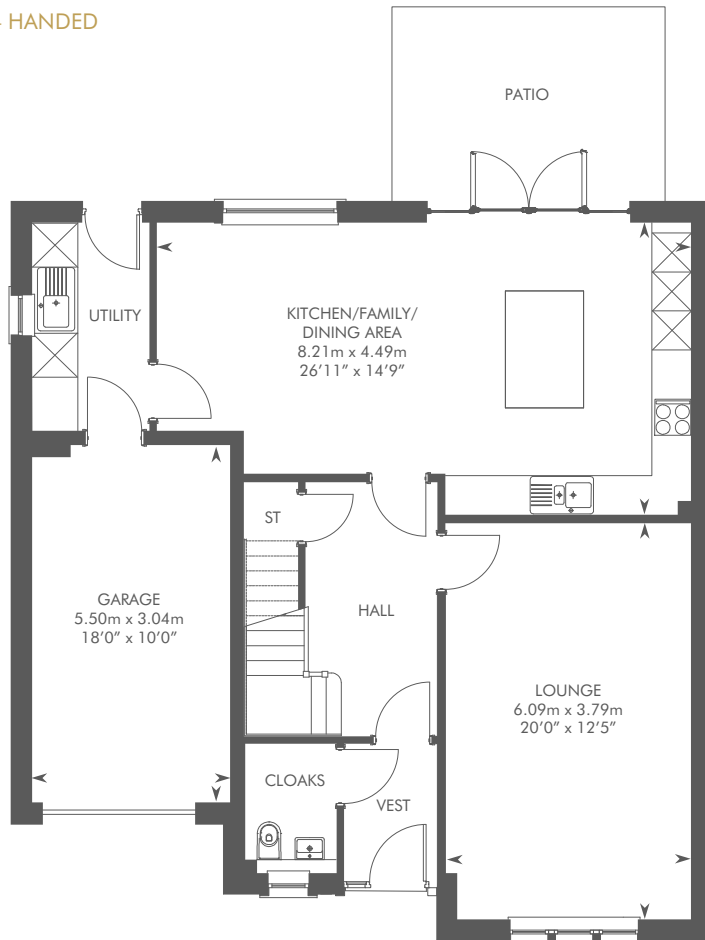 HANDED
PATIO
UTILITY
KITCHEN/FAMILY/
DINING AREA
8.21m x 4.49m
26’11” x 14’9”
ST
GARAGE
5.50m x 3.04m
18’0” x 10’0”
HALL
LOUNGE
6.09m x 3.79m
20’0” x 12’5”
CLOAKS
VEST